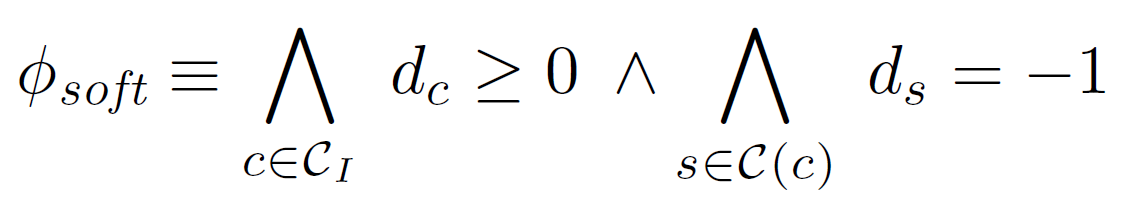 ϕ_{soft} ≡ ⋀_{c∈𝒞_I} d_c ≥ 0 ∧ ⋀_{s∈𝒞(c)} d_s = −1